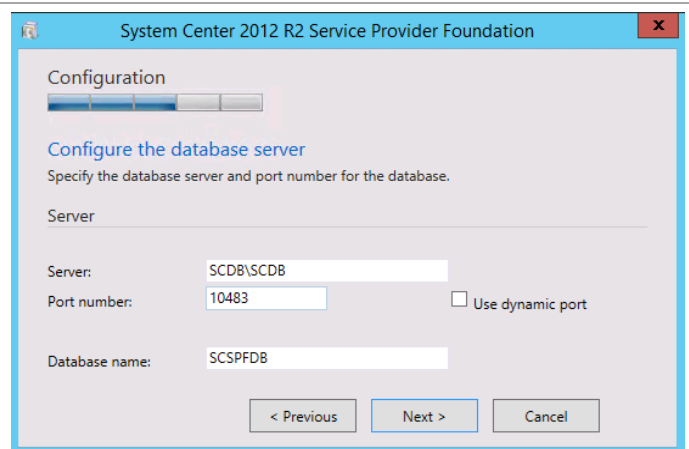 System Center 2012 R2 Service Provider Foundation
x
Configuration
Configure the database server
Specify the database server and port number for the database.
Server
Server: SCDB\SCDB
Port number: 10483 Use dynamic port
Database name: SCSPFDB
< Previous Next > Cancel